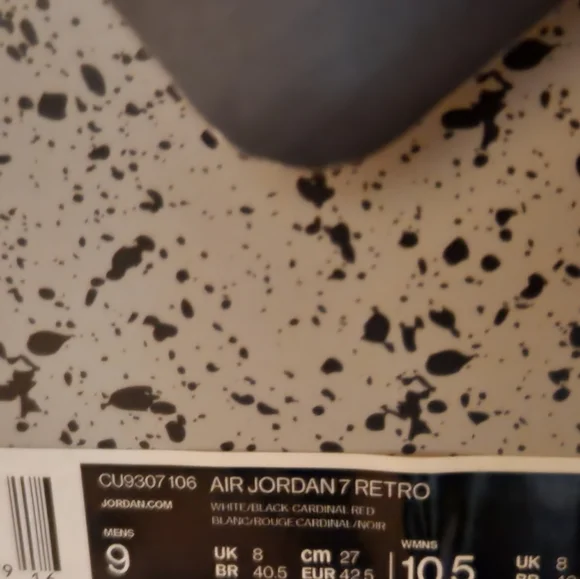 CU9307 106 AIR JORDAN 7 RETRO
JORDAN.COM WHITE/BLACK-CARDINAL RED
BLANC/ROUGE CARDINAL/NOIR
MENS
9
UK 8 cm 27
BR 40.5 EUR 42.5
WMNS
10.5
UK 8
BR